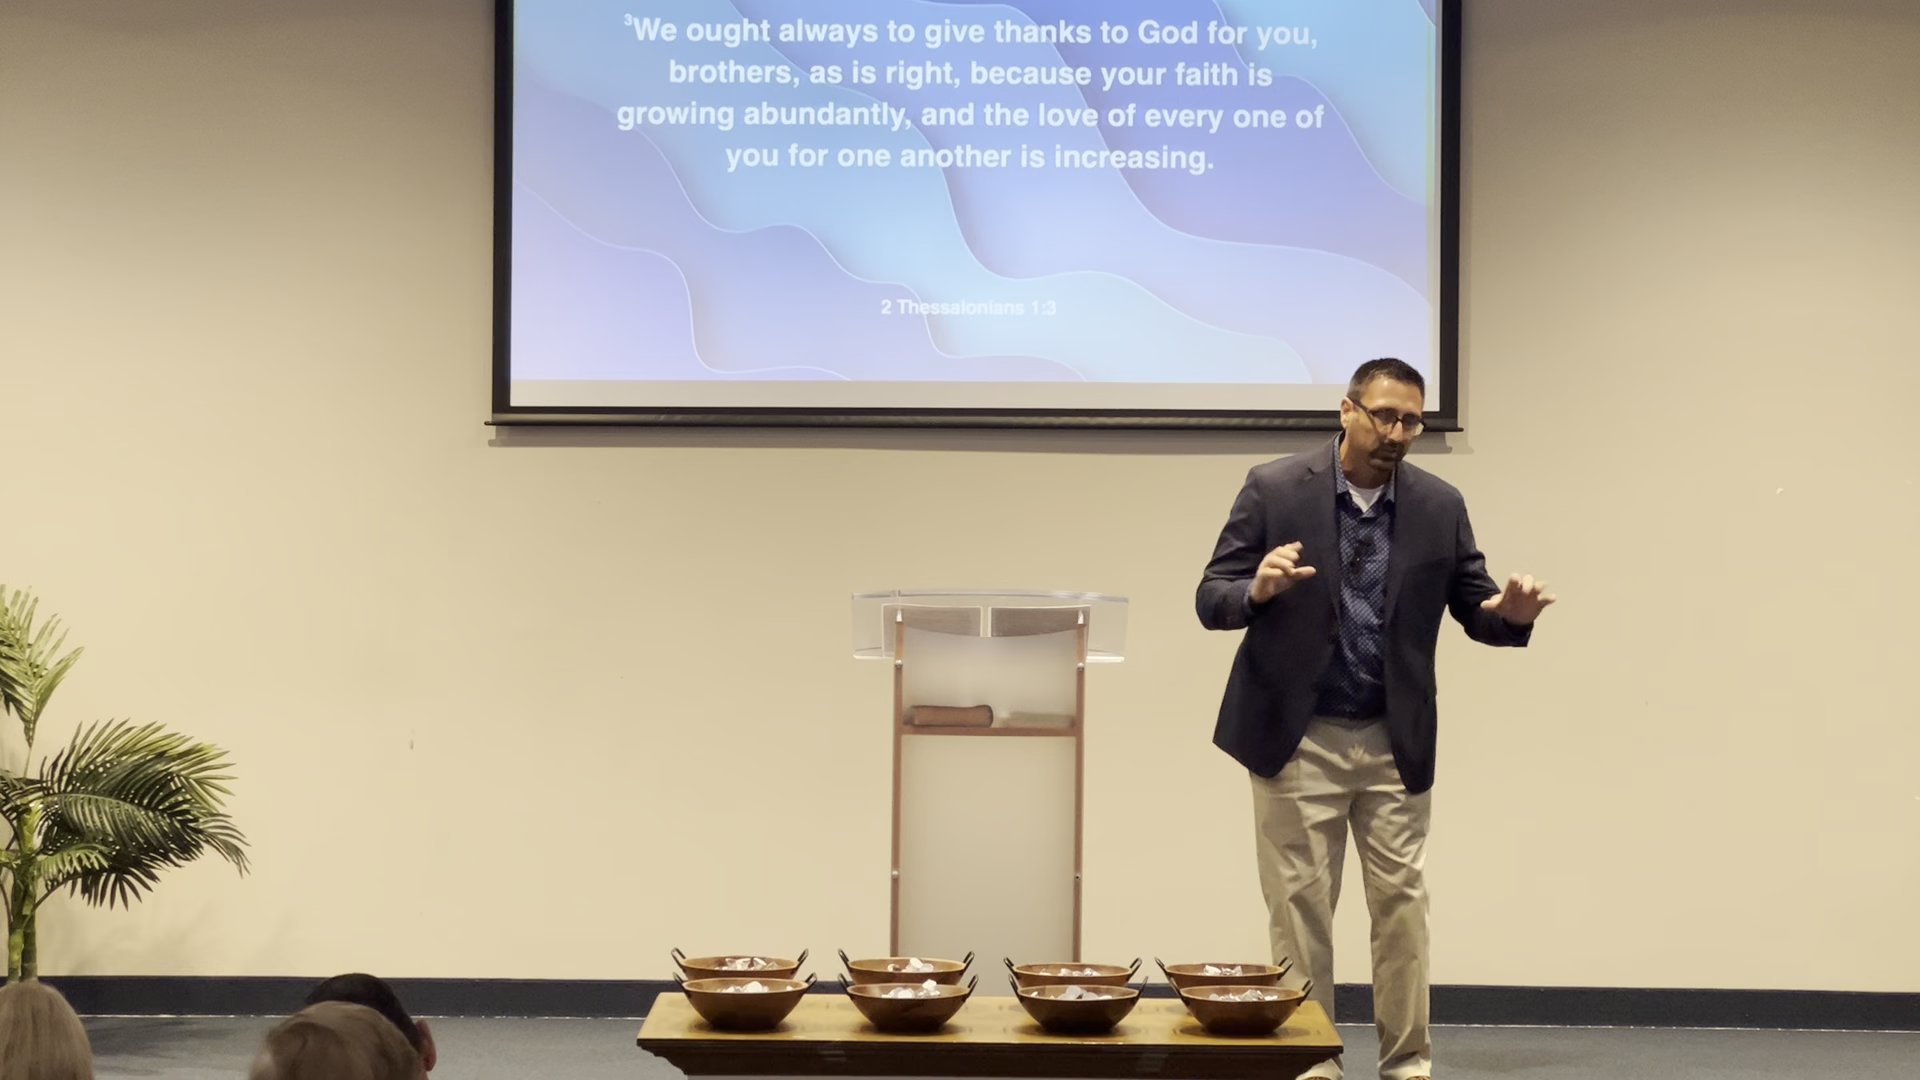 ³We ought always to give thanks to God for you,
brothers, as is right, because your faith is
growing abundantly, and the love of every one of
you for one another is increasing.
2 Thessalonians 1:3